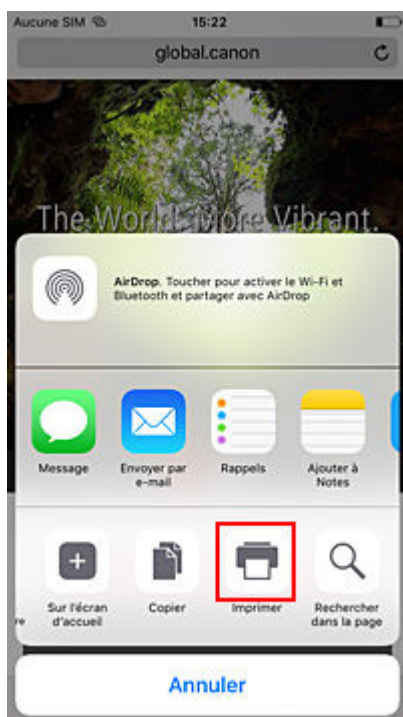 Aucune SIM 15:22
global.canon
The World. More Vibrant.
AirDrop. Toucher pour activer le Wi-Fi et
Bluetooth et partager avec AirDrop
Message Envoyer par Rappels Ajouter à
e-mail Notes
Sur l'écran Copier Imprimer Rechercher
d'accueil dans la page
Annuler